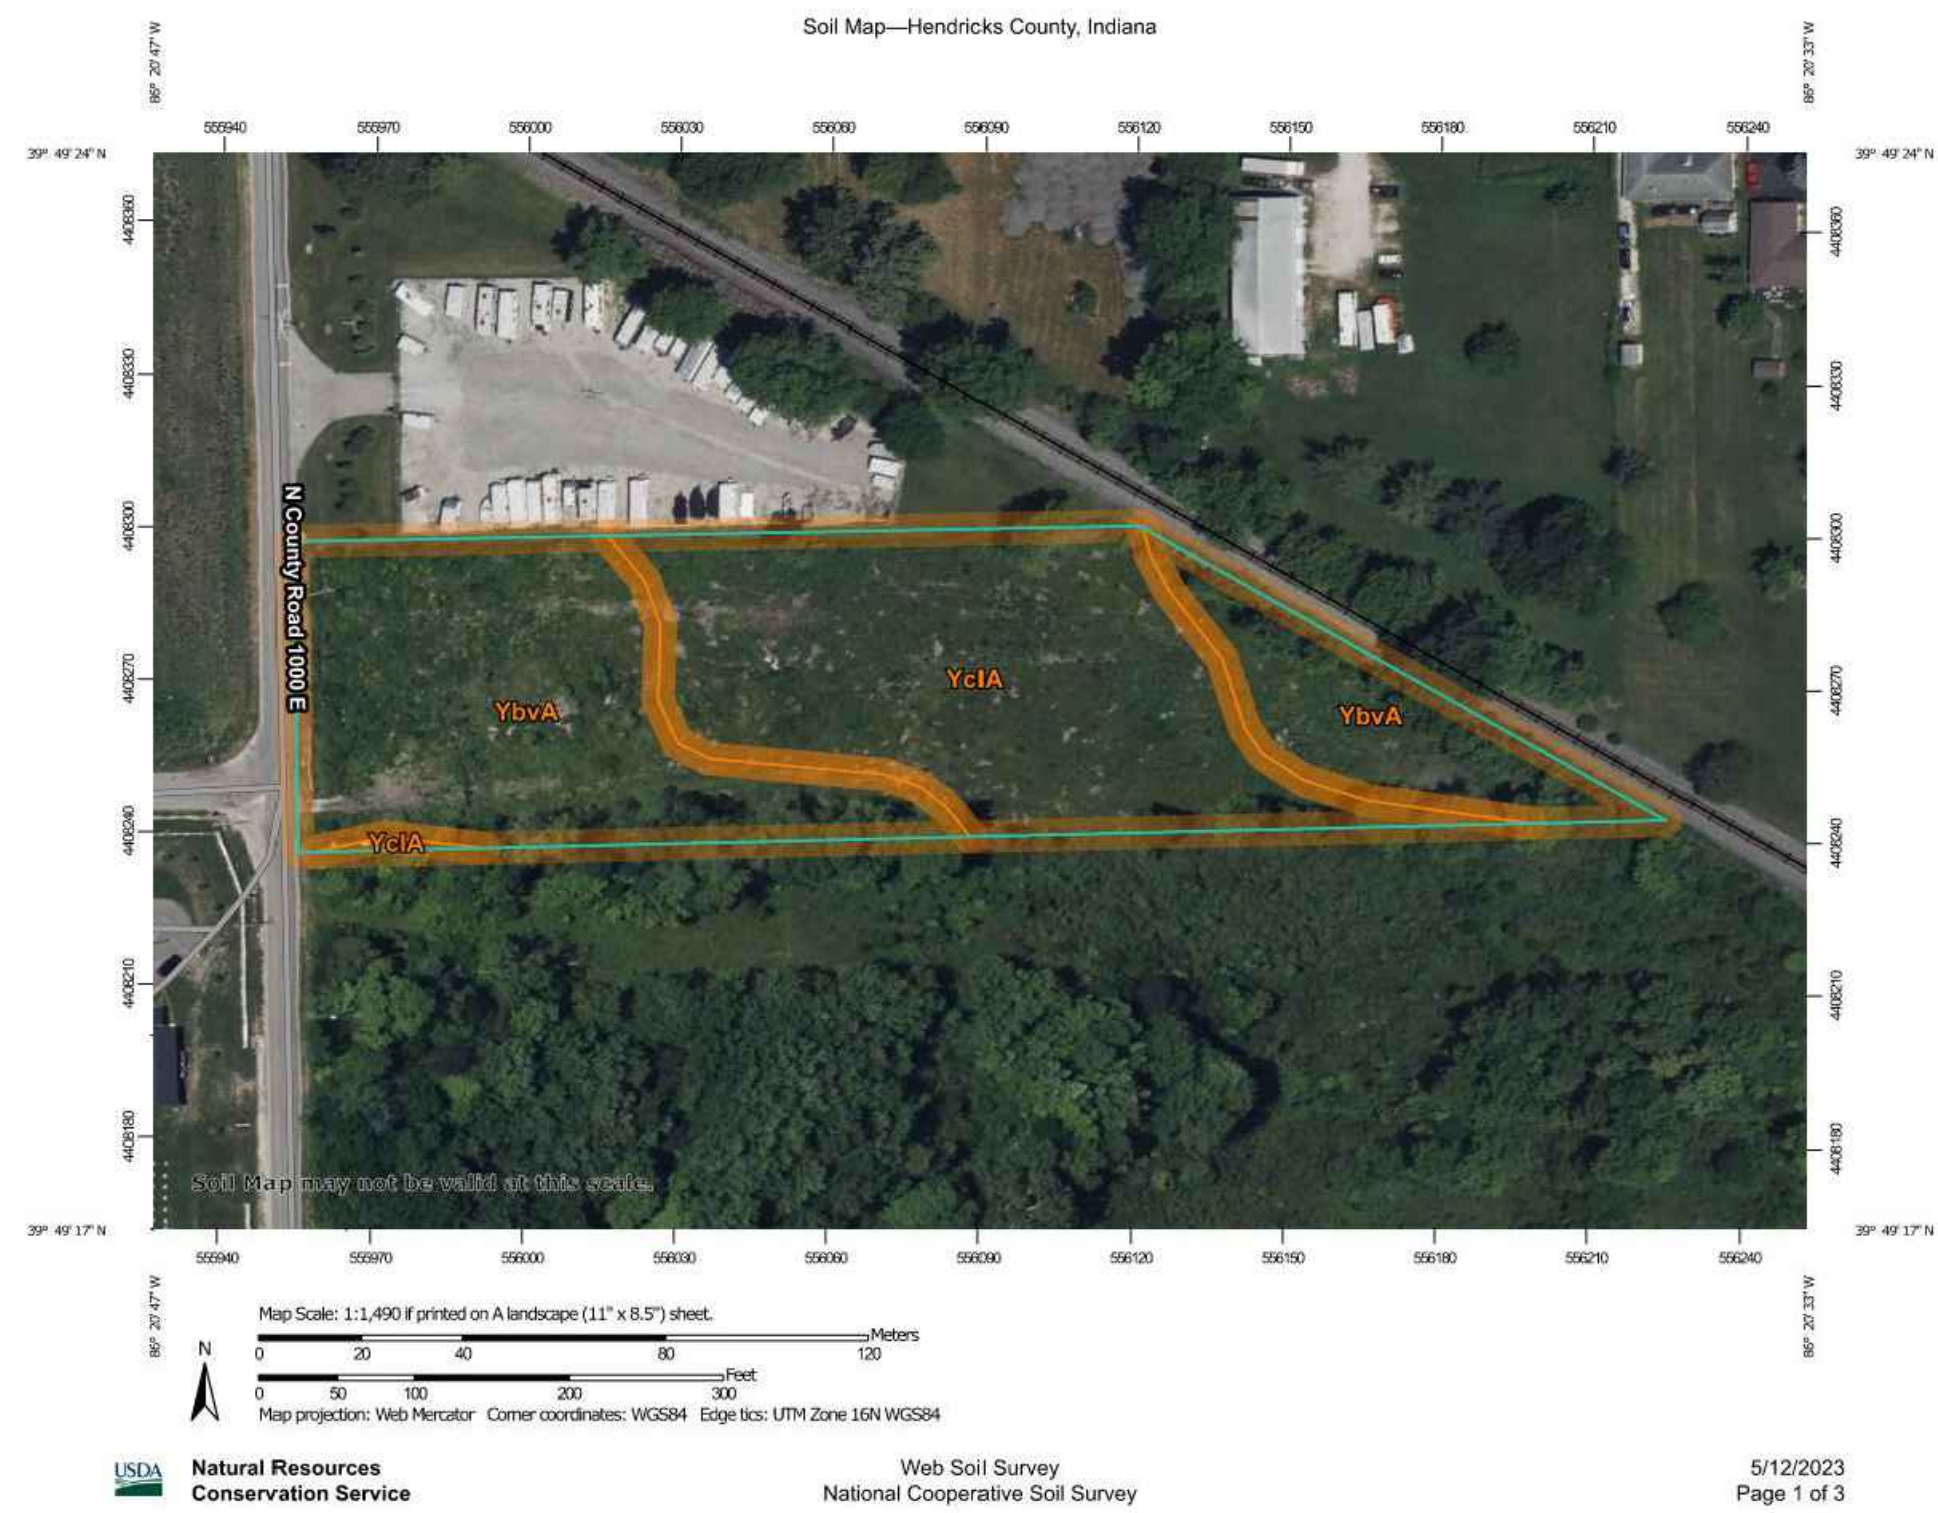 Soil Map—Hendricks County, Indiana
86° 20' 47'' W
86° 20' 33'' W
555940 555970 556000 556030 556060 556090 556120 556150 556180 556210 556240
39° 49' 24'' N
39° 49' 24'' N
4408360
4408360
4408330
4408330
4408300
4408300
N County Road 1000 E
4408270
4408270
YbvA
YclA
YbvA
4408240
4408240
YclA
4408210
4408210
4408180
4408180
Soil Map may not be valid at this scale.
39° 49' 17'' N
39° 49' 17'' N
555940 555970 556000 556030 556060 556090 556120 556150 556180 556210 556240
86° 20' 47'' W
86° 20' 33'' W
Map Scale: 1:1,490 if printed on A landscape (11" x 8.5") sheet.
Meters
0 20 40 80 120
Feet
0 50 100 200 300
N
Map projection: Web Mercator Corner coordinates: WGS84 Edge tics: UTM Zone 16N WGS84
USDA
Natural Resources
Conservation Service
Web Soil Survey
National Cooperative Soil Survey
5/12/2023
Page 1 of 3